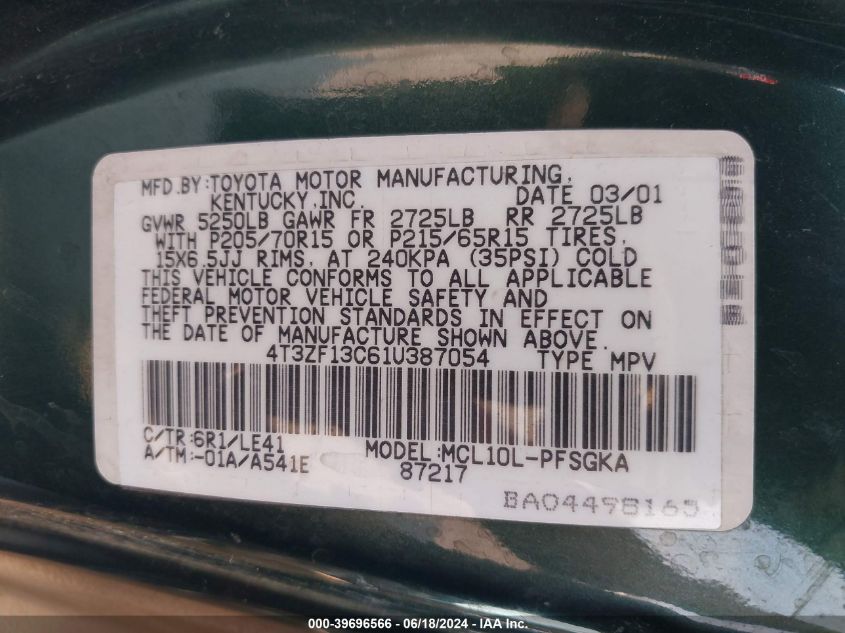 MFD.BY:TOYOTA MOTOR MANUFACTURING,
KENTUCKY,INC. DATE 03/01
GVWR 5250LB GAWR FR 2725LB RR 2725LB
WITH P205/70R15 OR P215/65R15 TIRES,
15X6.5JJ RIMS, AT 240KPA (35PSI) COLD
THIS VEHICLE CONFORMS TO ALL APPLICABLE
FEDERAL MOTOR VEHICLE SAFETY AND
THEFT PREVENTION STANDARDS IN EFFECT ON
THE DATE OF MANUFACTURE SHOWN ABOVE.
4T3ZF13C61U387054 TYPE MPV
C/TR:6R1/LE41 MODEL:MCL10L-PFSGKA
A/TM:-01A/A541E 87217
BA04498165
000-39696566 / 06/18/2024 - IAA Inc.